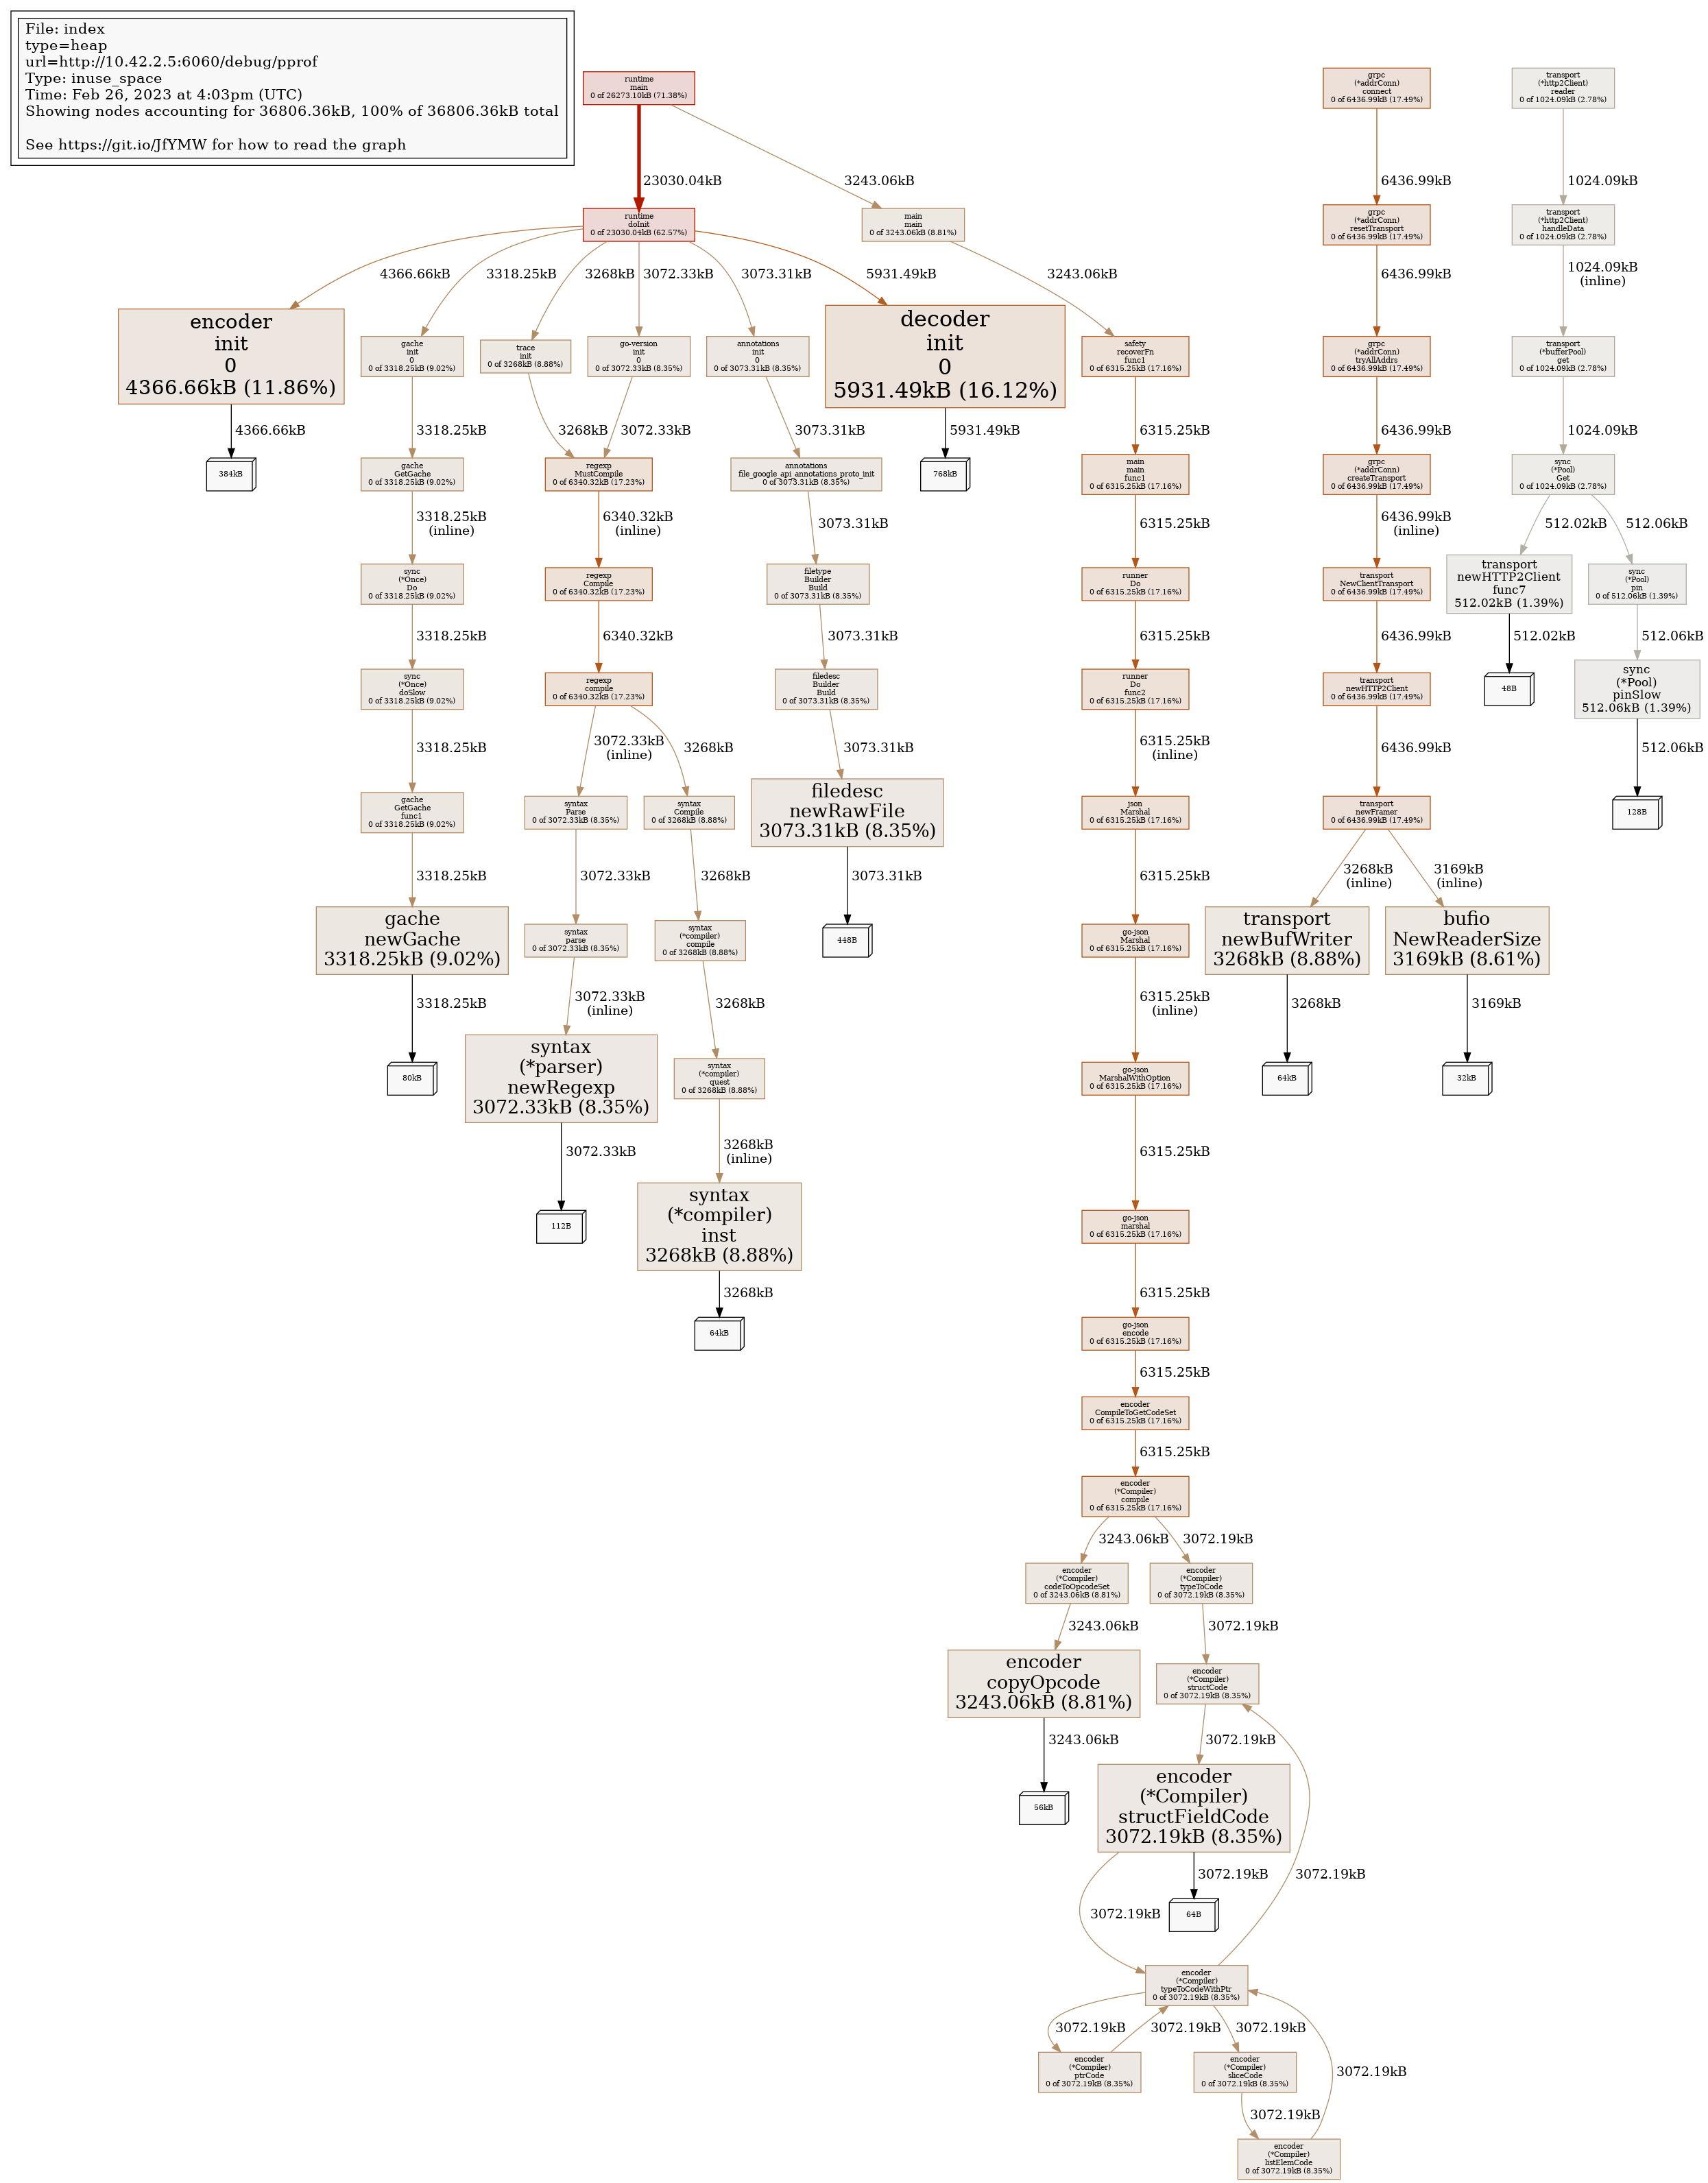 File: index
type=heap
url=http://10.42.2.5:6060/debug/pprof
Type: inuse_space
Time: Feb 26, 2023 at 4:03pm (UTC)
Showing nodes accounting for 36806.36kB, 100% of 36806.36kB total
See https://git.io/JfYMW for how to read the graph
runtime
main
0 of 26273.10kB (71.38%)
grpc
(*addrConn)
connect
0 of 6436.99kB (17.49%)
transport
(*http2Client)
reader
0 of 1024.09kB (2.78%)
23030.04kB
3243.06kB
6436.99kB
1024.09kB
runtime
doInit
0 of 23030.04kB (62.57%)
main
main
0 of 3243.06kB (8.81%)
grpc
(*addrConn)
resetTransport
0 of 6436.99kB (17.49%)
transport
(*http2Client)
handleData
0 of 1024.09kB (2.78%)
4366.66kB
3318.25kB
3268kB
3072.33kB
3073.31kB
5931.49kB
3243.06kB
6436.99kB
1024.09kB
(inline)
encoder
init
0
4366.66kB (11.86%)
gache
init
0
0 of 3318.25kB (9.02%)
trace
init
0 of 3268kB (8.88%)
go-version
init
0
0 of 3072.33kB (8.35%)
annotations
init
0
0 of 3073.31kB (8.35%)
decoder
init
0
5931.49kB (16.12%)
safety
recoverFn
func1
0 of 6315.25kB (17.16%)
grpc
(*addrConn)
tryAllAddrs
0 of 6436.99kB (17.49%)
transport
(*bufferPool)
get
0 of 1024.09kB (2.78%)
4366.66kB
3318.25kB
3268kB
3072.33kB
3073.31kB
5931.49kB
6315.25kB
6436.99kB
1024.09kB
384kB
gache
GetGache
0 of 3318.25kB (9.02%)
regexp
MustCompile
0 of 6340.32kB (17.23%)
annotations
file_google_api_annotations_proto_init
0 of 3073.31kB (8.35%)
768kB
main
main
func1
0 of 6315.25kB (17.16%)
grpc
(*addrConn)
createTransport
0 of 6436.99kB (17.49%)
sync
(*Pool)
Get
0 of 1024.09kB (2.78%)
3318.25kB
(inline)
6340.32kB
(inline)
3073.31kB
6315.25kB
6436.99kB
(inline)
512.02kB
512.06kB
sync
(*Once)
Do
0 of 3318.25kB (9.02%)
regexp
Compile
0 of 6340.32kB (17.23%)
filetype
Builder
Build
0 of 3073.31kB (8.35%)
runner
Do
0 of 6315.25kB (17.16%)
transport
NewClientTransport
0 of 6436.99kB (17.49%)
transport
newHTTP2Client
func7
512.02kB (1.39%)
sync
(*Pool)
pin
0 of 512.06kB (1.39%)
3318.25kB
6340.32kB
3073.31kB
6315.25kB
6436.99kB
512.02kB
512.06kB
sync
(*Once)
doSlow
0 of 3318.25kB (9.02%)
regexp
compile
0 of 6340.32kB (17.23%)
filedesc
Builder
Build
0 of 3073.31kB (8.35%)
runner
Do
func2
0 of 6315.25kB (17.16%)
transport
newHTTP2Client
0 of 6436.99kB (17.49%)
48B
sync
(*Pool)
pinSlow
512.06kB (1.39%)
3318.25kB
3072.33kB
(inline)
3268kB
3073.31kB
6315.25kB
(inline)
6436.99kB
512.06kB
gache
GetGache
func1
0 of 3318.25kB (9.02%)
syntax
Parse
0 of 3072.33kB (8.35%)
syntax
Compile
0 of 3268kB (8.88%)
filedesc
newRawFile
3073.31kB (8.35%)
json
Marshal
0 of 6315.25kB (17.16%)
transport
newFramer
0 of 6436.99kB (17.49%)
128B
3318.25kB
3072.33kB
3268kB
3073.31kB
6315.25kB
3268kB
(inline)
3169kB
(inline)
gache
newGache
3318.25kB (9.02%)
syntax
parse
0 of 3072.33kB (8.35%)
syntax
(*compiler)
compile
0 of 3268kB (8.88%)
448B
go-json
Marshal
0 of 6315.25kB (17.16%)
transport
newBufWriter
3268kB (8.88%)
bufio
NewReaderSize
3169kB (8.61%)
3318.25kB
3072.33kB
(inline)
3268kB
6315.25kB
(inline)
3268kB
3169kB
80kB
syntax
(*parser)
newRegexp
3072.33kB (8.35%)
syntax
(*compiler)
quest
0 of 3268kB (8.88%)
go-json
MarshalWithOption
0 of 6315.25kB (17.16%)
64kB
32kB
3072.33kB
3268kB
(inline)
6315.25kB
112B
syntax
(*compiler)
inst
3268kB (8.88%)
go-json
marshal
0 of 6315.25kB (17.16%)
3268kB
6315.25kB
64kB
go-json
encode
0 of 6315.25kB (17.16%)
6315.25kB
encoder
CompileToGetCodeSet
0 of 6315.25kB (17.16%)
6315.25kB
encoder
(*Compiler)
compile
0 of 6315.25kB (17.16%)
3243.06kB
3072.19kB
encoder
(*Compiler)
codeToOpcodeSet
0 of 3243.06kB (8.81%)
encoder
(*Compiler)
typeToCode
0 of 3072.19kB (8.35%)
3243.06kB
3072.19kB
encoder
copyOpcode
3243.06kB (8.81%)
encoder
(*Compiler)
structCode
0 of 3072.19kB (8.35%)
3243.06kB
3072.19kB
56kB
encoder
(*Compiler)
structFieldCode
3072.19kB (8.35%)
3072.19kB
3072.19kB
3072.19kB
64B
encoder
(*Compiler)
typeToCodeWithPtr
0 of 3072.19kB (8.35%)
3072.19kB
3072.19kB
3072.19kB
3072.19kB
encoder
(*Compiler)
ptrCode
0 of 3072.19kB (8.35%)
encoder
(*Compiler)
sliceCode
0 of 3072.19kB (8.35%)
3072.19kB
encoder
(*Compiler)
listElemCode
0 of 3072.19kB (8.35%)